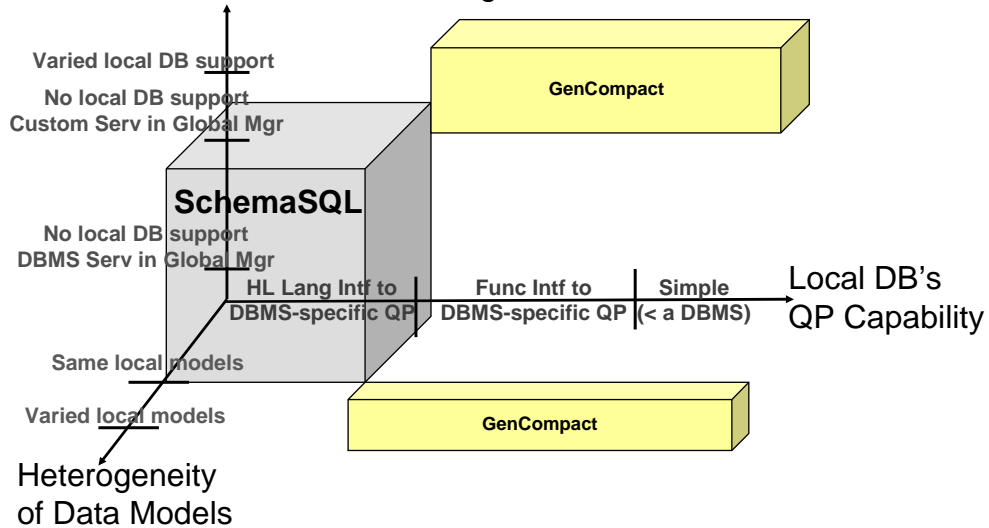 Varied local DB support
No local DB support
Custom Serv in Global Mgr
GenCompact
SchemaSQL
No local DB support
DBMS Serv in Global Mgr
HL Lang Intf to
DBMS-specific QP
Func Intf to
DBMS-specific QP
Simple
(< a DBMS)
Local DB's
QP Capability
Same local models
Varied local models
GenCompact
Heterogeneity
of Data Models